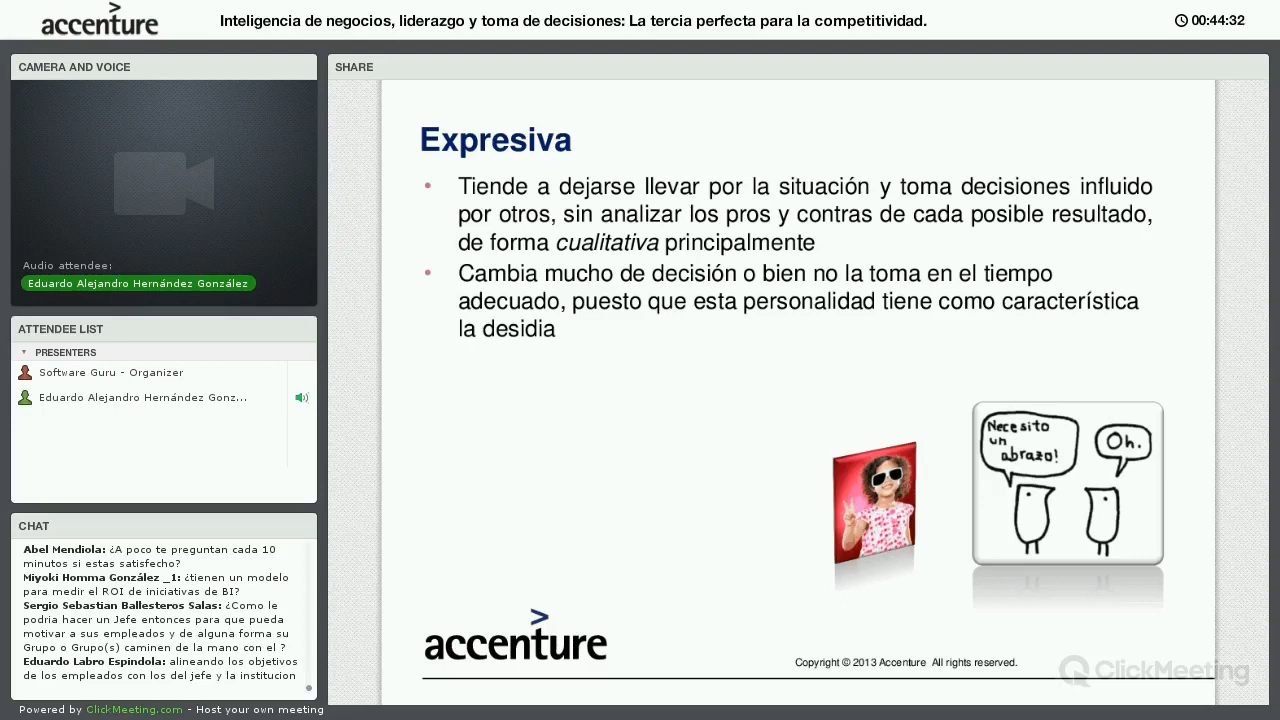 accenture
Inteligencia de negocios, liderazgo y toma de decisiones: La tercia perfecta para la competitividad.
00:44:32
CAMERA AND VOICE
Audio attendee:
Eduardo Alejandro Hernández González
ATTENDEE LIST
PRESENTERS
Software Guru - Organizer
Eduardo Alejandro Hernández Gonz...
CHAT
Abel Mendiola: ¿A poco te preguntan cada 10
minutos si estas satisfecho?
Miyoki Homma González _1: ¿tienen un modelo
para medir el ROI de iniciativas de BI?
Sergio Sebastian Ballesteros Salas: ¿Como le
podria hacer un Jefe entonces para que pueda
motivar a sus empleados y de alguna forma su
Grupo o Grupo(s) caminen de la mano con el ?
Eduardo Labro Espindola: alineando los objetivos
de los empleados con los del jefe y la institucion
Powered by ClickMeeting.com - Host your own meeting
SHARE
Expresiva
• Tiende a dejarse llevar por la situación y toma decisiones influido
por otros, sin analizar los pros y contras de cada posible resultado,
de forma cualitativa principalmente
• Cambia mucho de decisión o bien no la toma en el tiempo
adecuado, puesto que esta personalidad tiene como característica
la desidia
Necesito
un
abrazo!
Oh.
accenture
Copyright © 2013 Accenture All rights reserved.
ClickMeeting